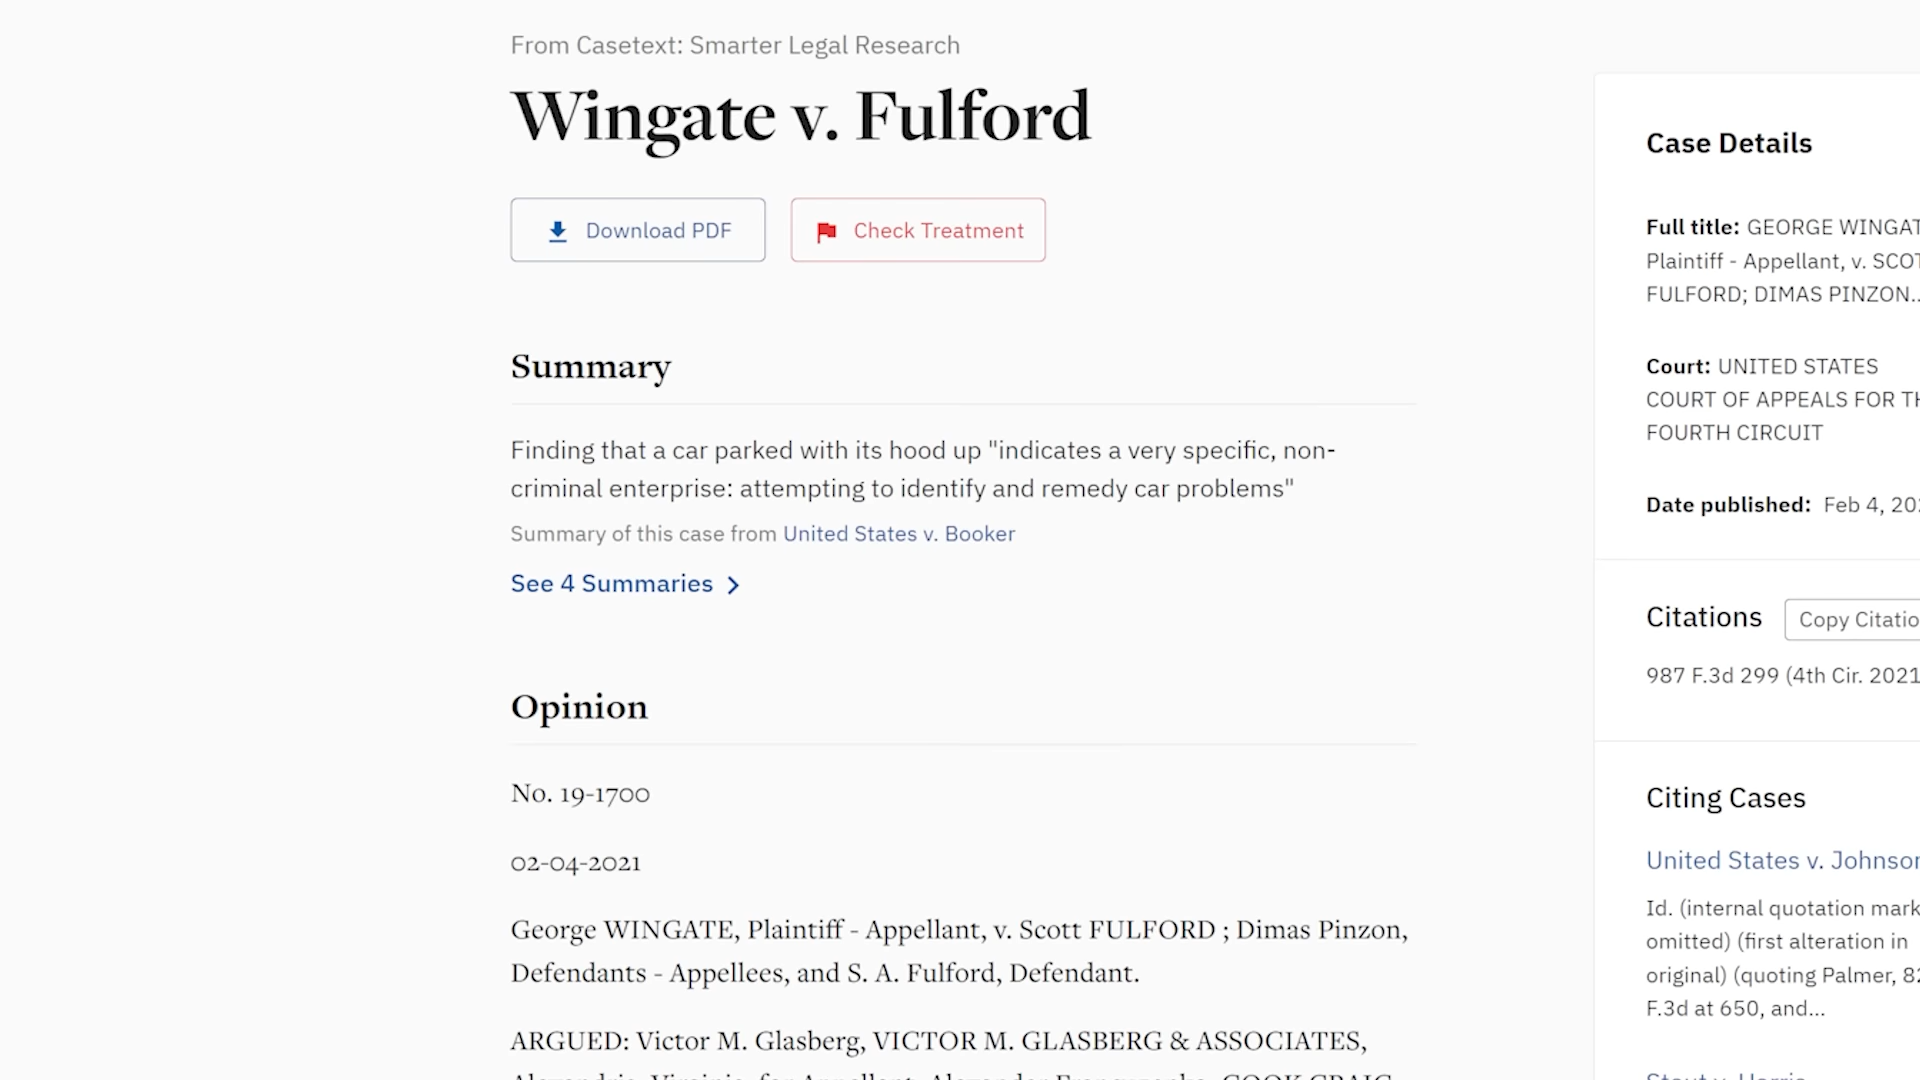 From Casetext: Smarter Legal Research
Wingate v. Fulford
Download PDF
Check Treatment
Summary
Finding that a car parked with its hood up "indicates a very specific, non-
criminal enterprise: attempting to identify and remedy car problems"
Summary of this case from United States v. Booker
See 4 Summaries
Opinion
No. 19-1700
02-04-2021
George WINGATE, Plaintiff - Appellant, v. Scott FULFORD ; Dimas Pinzon,
Defendants - Appellees, and S. A. Fulford, Defendant.
ARGUED: Victor M. Glasberg, VICTOR M. GLASBERG & ASSOCIATES,
Case Details
Full title: GEORGE WINGAT
Plaintiff - Appellant, v. SCOT
FULFORD; DIMAS PINZON...
Court: UNITED STATES
COURT OF APPEALS FOR TH
FOURTH CIRCUIT
Date published: Feb 4, 202
Citations
Copy Citatio
987 F.3d 299 (4th Cir. 2021
Citing Cases
United States v. Johnson
Id. (internal quotation mark
omitted) (first alteration in
original) (quoting Palmer, 82
F.3d at 650, and...